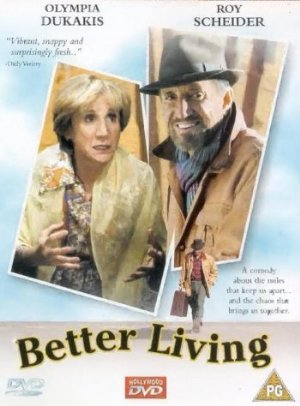 OLYMPIA
DUKAKIS
ROY
SCHEIDER
"Vibrant, snappy and
surprisingly fresh..."
-Daily Variety
A comedy
about the miles
that keep us apart...
and the chaos that
brings us together.
Better Living
DVD
HOLLYWOOD
DVD
PG